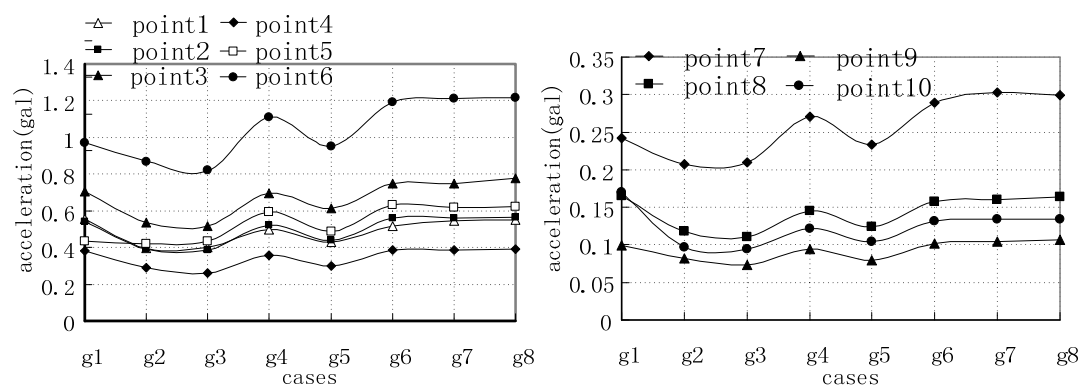 point1 point4
point2 point5
point3 point6
1.4
1.2
1
0.8
0.6
0.4
0.2
0
acceleration(gal)
g1 g2 g3 g4 g5 g6 g7 g8
cases
point7 point9
point8 point10
0.35
0.3
0.25
0.2
0.15
0.1
0.05
0
acceleration(gal)
g1 g2 g3 g4 g5 g6 g7 g8
cases